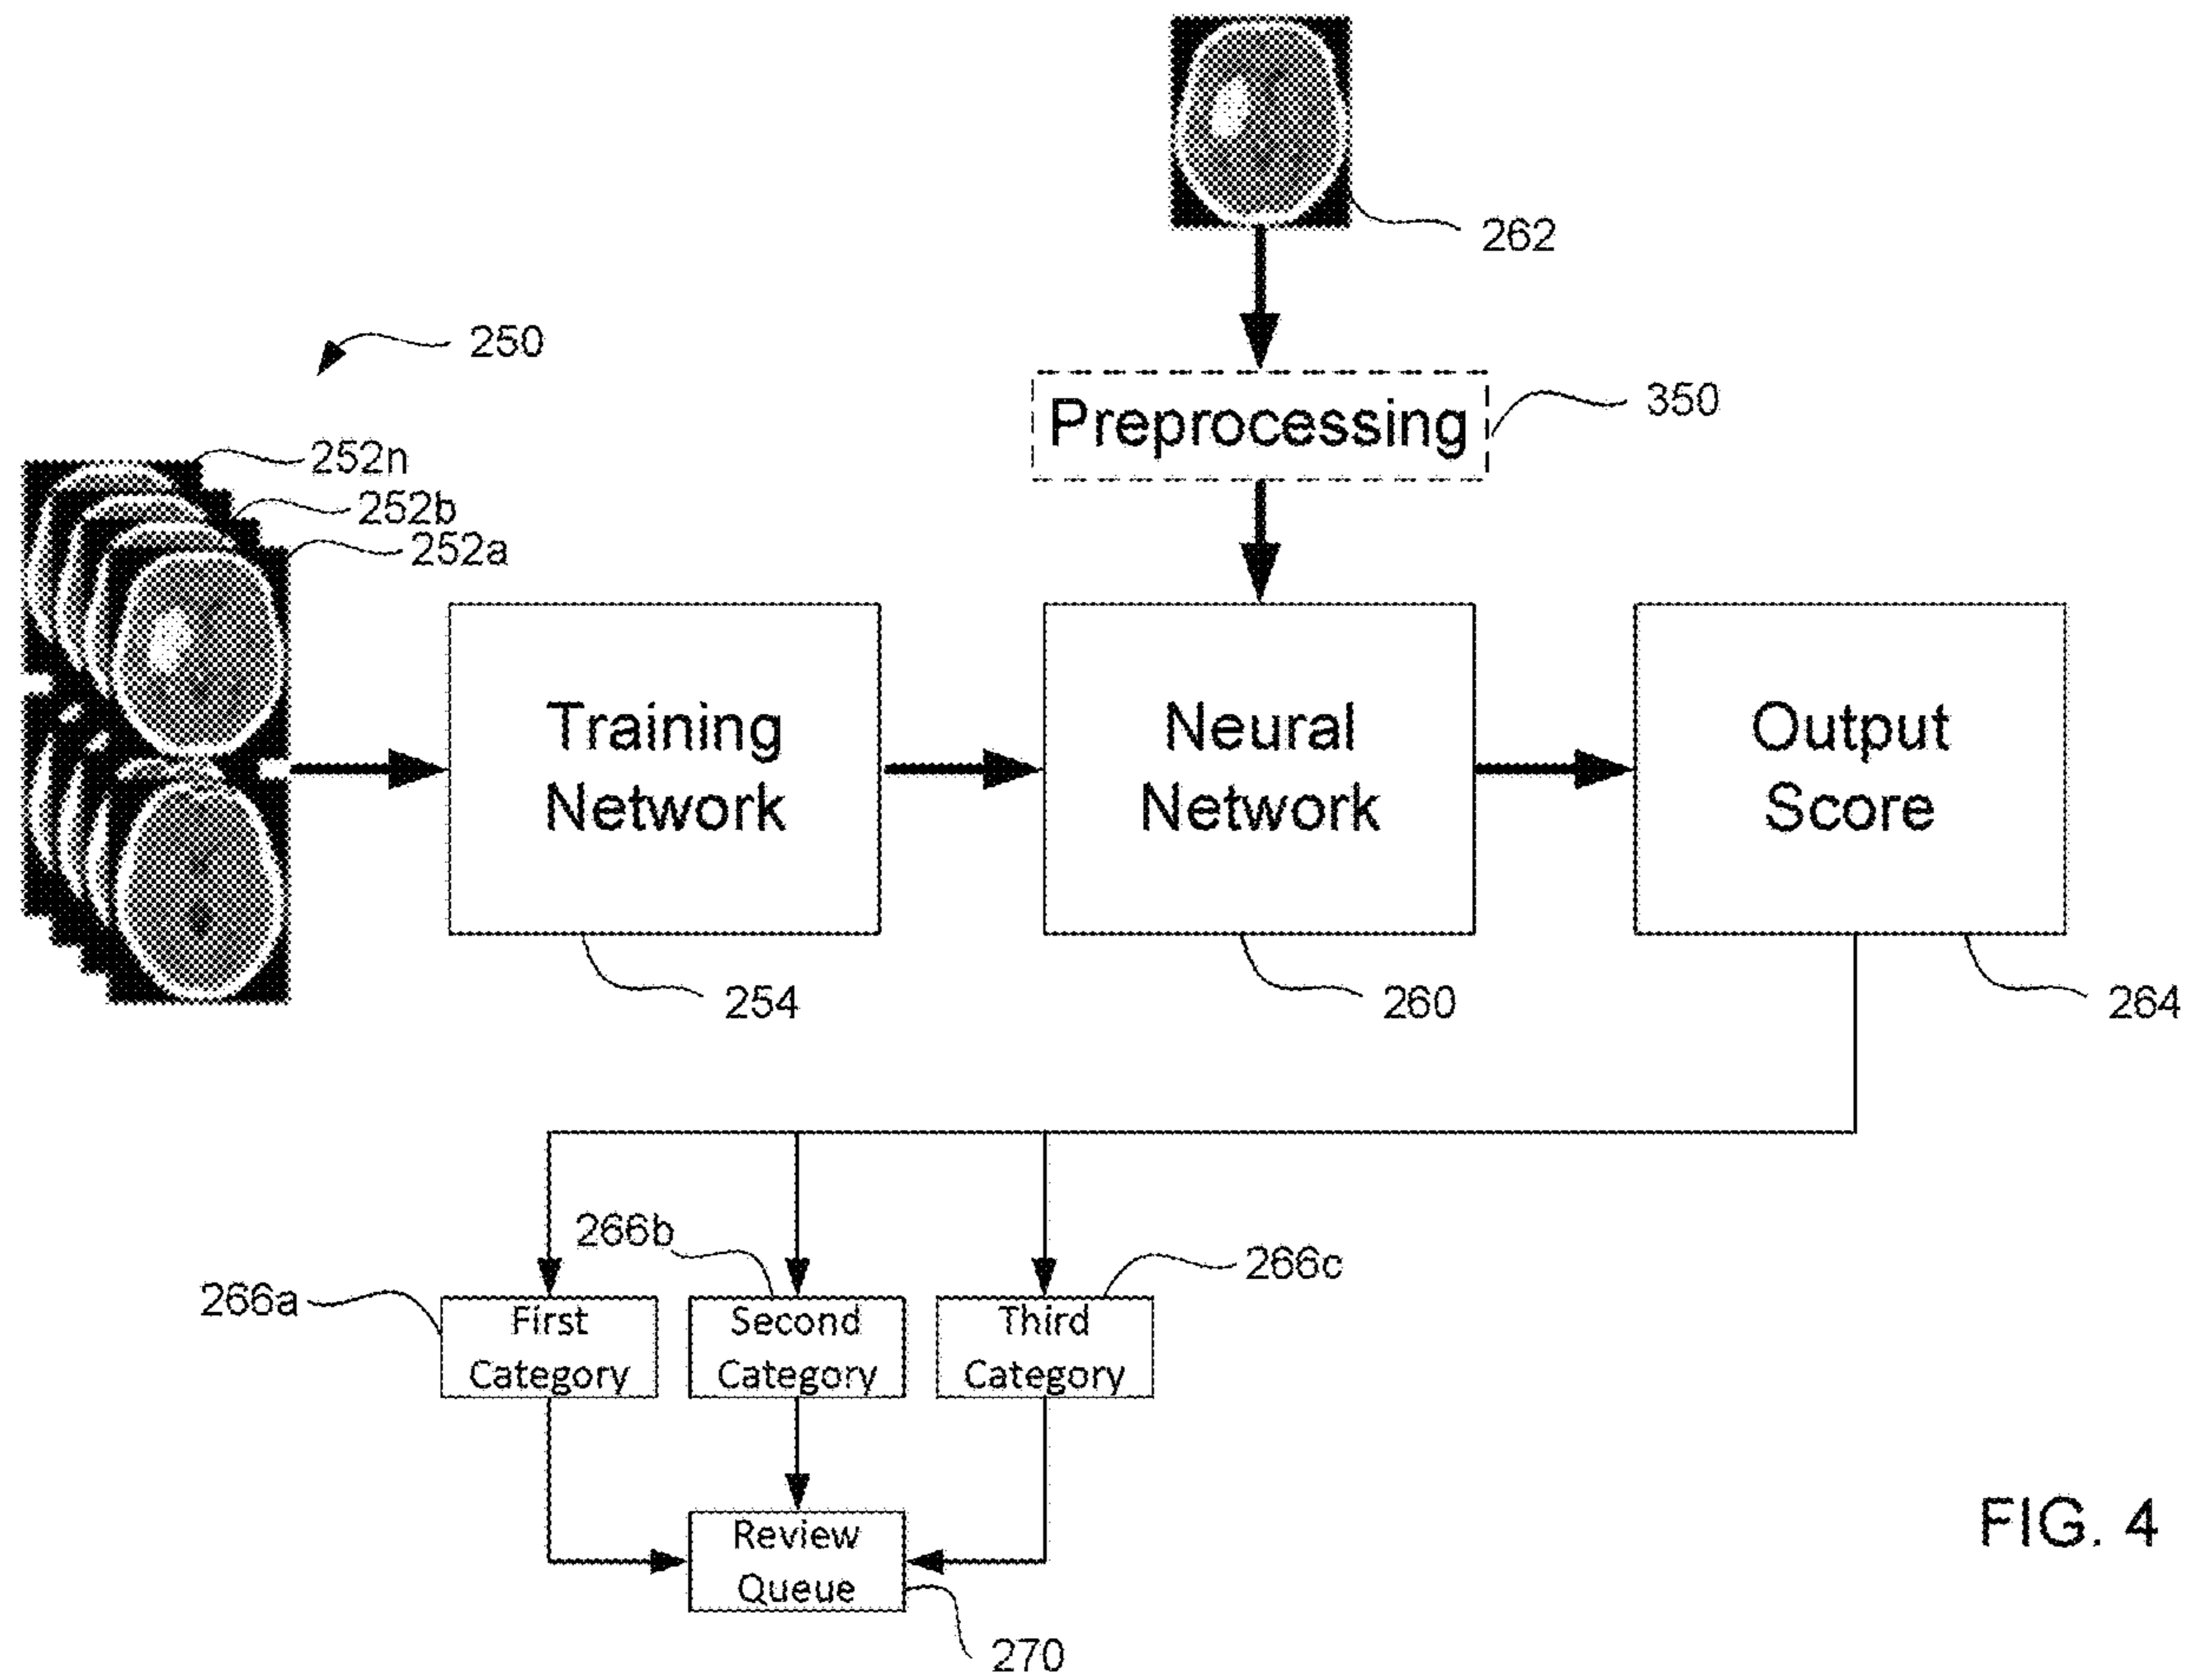 262
250
Preprocessing
350
252n
252b
252a
Training
Network
Neural
Network
Output
Score
254
260
264
266b
266c
266a
First
Category
Second
Category
Third
Category
Review
Queue
270
FIG. 4